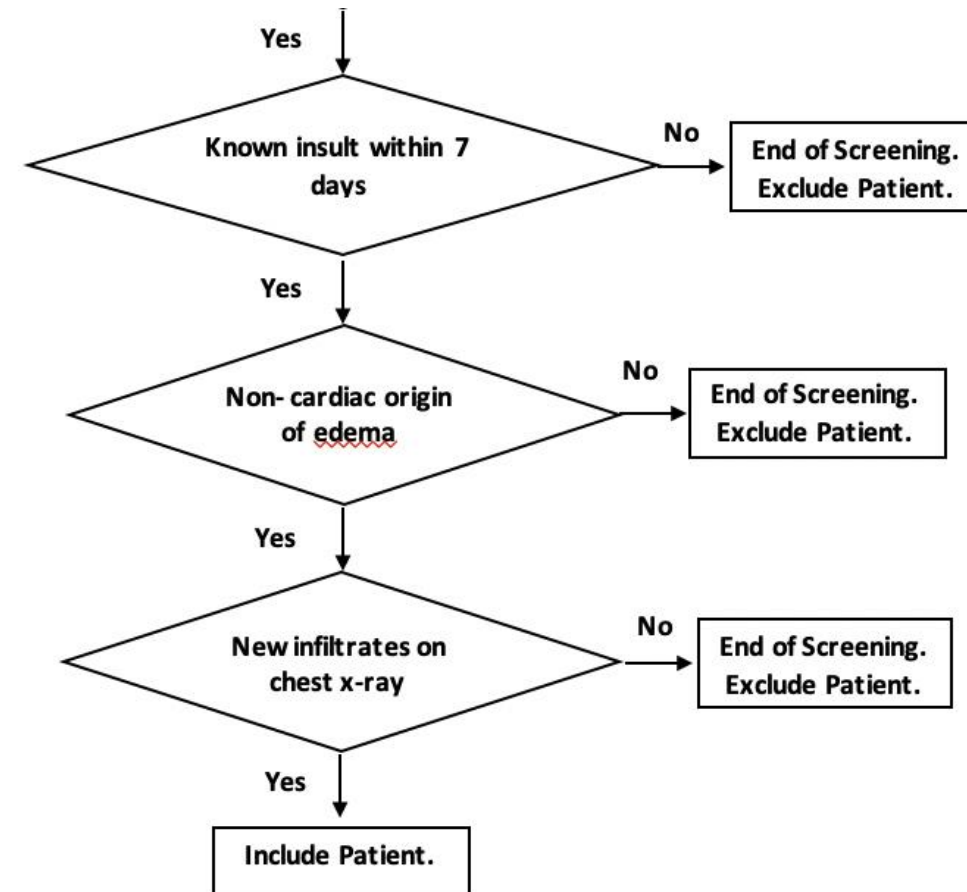 Yes
Known insult within 7
days
No
End of Screening.
Exclude Patient.
Yes
Non- cardiac origin
of edema
No
End of Screening.
Exclude Patient.
Yes
New infiltrates on
chest x-ray
No
End of Screening.
Exclude Patient.
Yes
Include Patient.